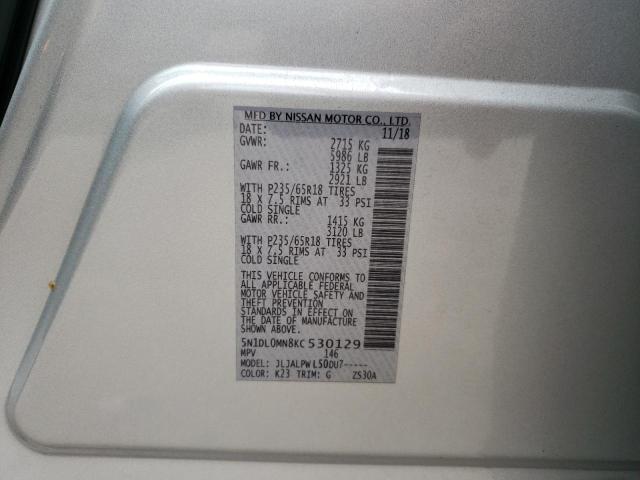 MFD BY NISSAN MOTOR CO., LTD.
DATE: 11/18
GVWR: 2715 KG
5986 LB
GAWR FR.: 1325 KG
2921 LB
WITH P235/65R18 TIRES
18 X 7.5 RIMS AT 33 PSI
COLD SINGLE
GAWR RR.: 1415 KG
3120 LB
WITH P235/65R18 TIRES
18 X 7.5 RIMS AT 33 PSI
COLD SINGLE
THIS VEHICLE CONFORMS TO
ALL APPLICABLE FEDERAL
MOTOR VEHICLE SAFETY AND
THEFT PREVENTION
STANDARDS IN EFFECT ON
THE DATE OF MANUFACTURE
SHOWN ABOVE.
5N1DL0MN8KC530129
MPV 146
MODEL: JLJALPWL50DU7-----
COLOR: K23 TRIM: G ZS30A